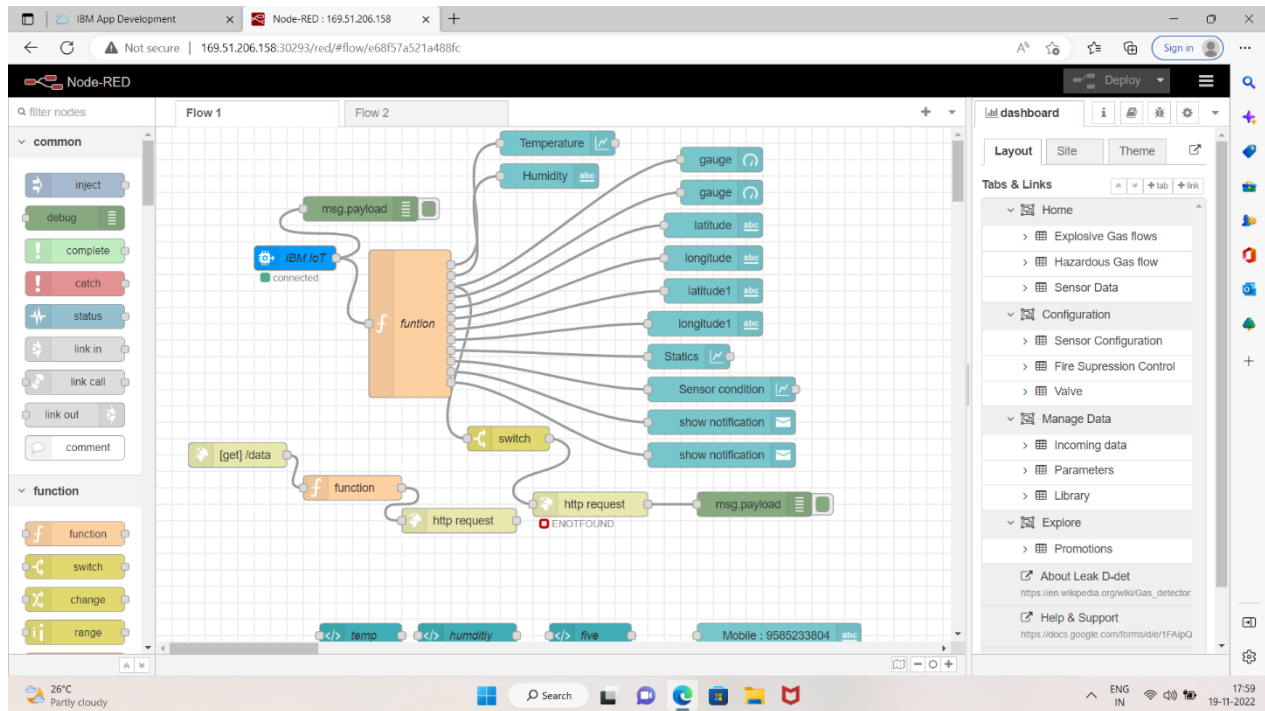 IBM App Development
Node-RED : 169.51.206.158
Not secure | 169.51.206.158:30293/red/#flow/e68f57a521a488fc
Sign in
Node-RED
Deploy
filter nodes
Flow 1
Flow 2
dashboard
common
inject
debug
complete
catch
status
link in
link call
link out
comment
function
function
switch
change
range
Temperature
Humidity abc
msg.payload
IBM IoT
connected
funtion
gauge
gauge
latitude abc
longitude abc
latitude1 abc
longitude1 abc
Statics
Sensor condition
show notification
show notification
switch
[get] /data
function
http request
http request
ENOTFOUND
msg.payload
temp
humditiy
five
Mobile : 9585233804 abc
Layout
Site
Theme
Tabs & Links
+ tab
+ link
Home
Explosive Gas flows
Hazardous Gas flow
Sensor Data
Configuration
Sensor Configuration
Fire Supression Control
Valve
Manage Data
Incoming data
Parameters
Library
Explore
Promotions
About Leak D-det
https://en.wikipedia.org/wiki/Gas_detector
Help & Support
https://docs.google.com/forms/d/e/1FAIpQ
26°C
Partly cloudy
Search
ENG
IN
17:59
19-11-2022